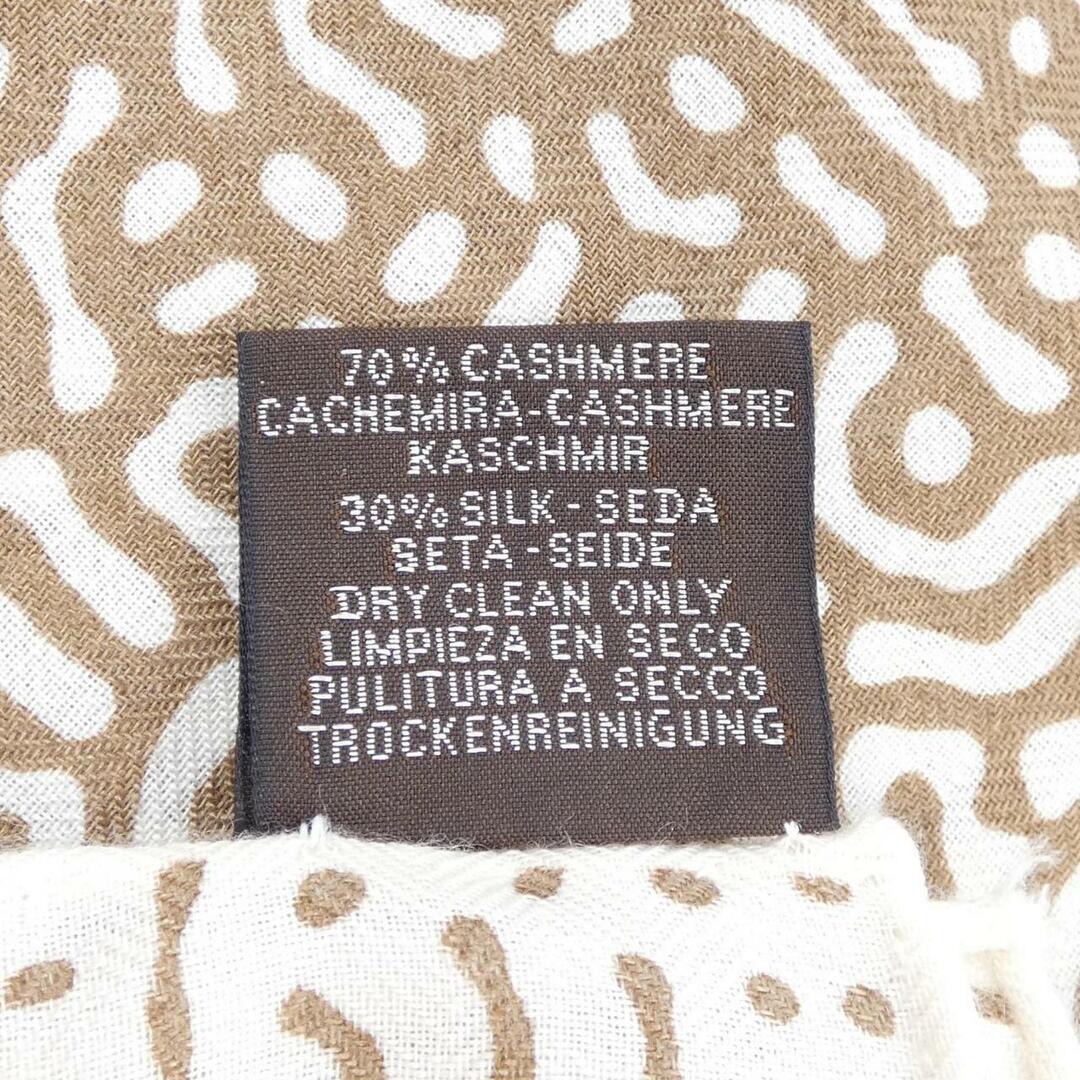 70% CASHMERE
CACHEMIRA-CASHMERE
KASCHMIR
30% SILK - SEDA
SETA - SEIDE
DRY CLEAN ONLY
LIMPIEZA EN SECO
PULITURA A SECCO
TROCKENREINIGUNG